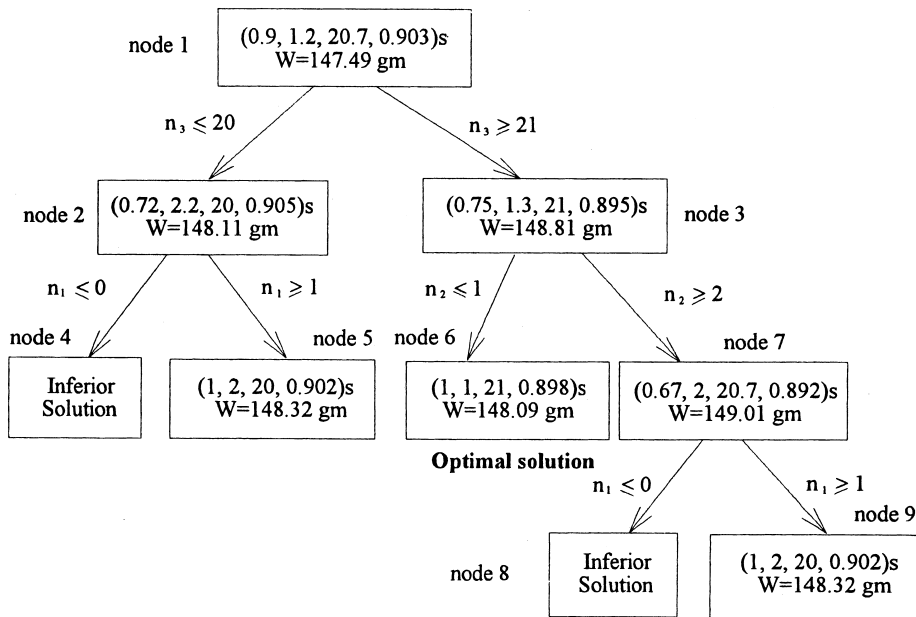 node 1
(0.9, 1.2, 20.7, 0.903)s
W=147.49 gm
n₃ ⩽ 20
n₃ ⩾ 21
node 2
(0.72, 2.2, 20, 0.905)s
W=148.11 gm
(0.75, 1.3, 21, 0.895)s
W=148.81 gm
node 3
n₁ ⩽ 0
n₁ ⩾ 1
n₂ ⩽ 1
n₂ ⩾ 2
node 4
Inferior
Solution
node 5
(1, 2, 20, 0.902)s
W=148.32 gm
node 6
(1, 1, 21, 0.898)s
W=148.09 gm
Optimal solution
node 7
(0.67, 2, 20.7, 0.892)s
W=149.01 gm
n₁ ⩽ 0
n₁ ⩾ 1
node 8
Inferior
Solution
node 9
(1, 2, 20, 0.902)s
W=148.32 gm